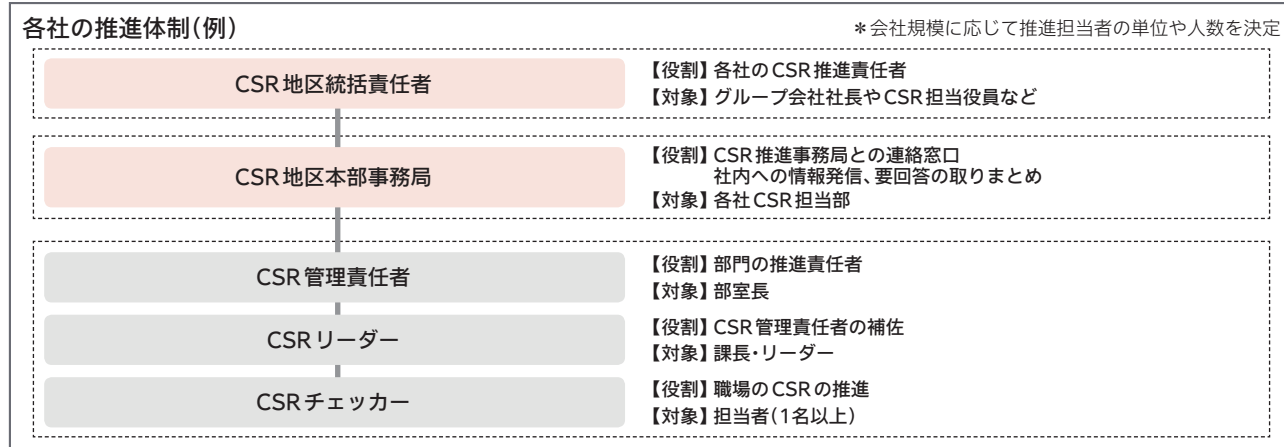 各社の推進体制(例)
＊会社規模に応じて推進担当者の単位や人数を決定
CSR地区統括責任者
【役割】各社のCSR推進責任者
【対象】グループ会社社長やCSR担当役員など
CSR地区本部事務局
【役割】CSR推進事務局との連絡窓口
社内への情報発信、要回答の取りまとめ
【対象】各社CSR担当部
CSR管理責任者
【役割】部門の推進責任者
【対象】部室長
CSRリーダー
【役割】CSR管理責任者の補佐
【対象】課長・リーダー
CSRチェッカー
【役割】職場のCSRの推進
【対象】担当者(1名以上)